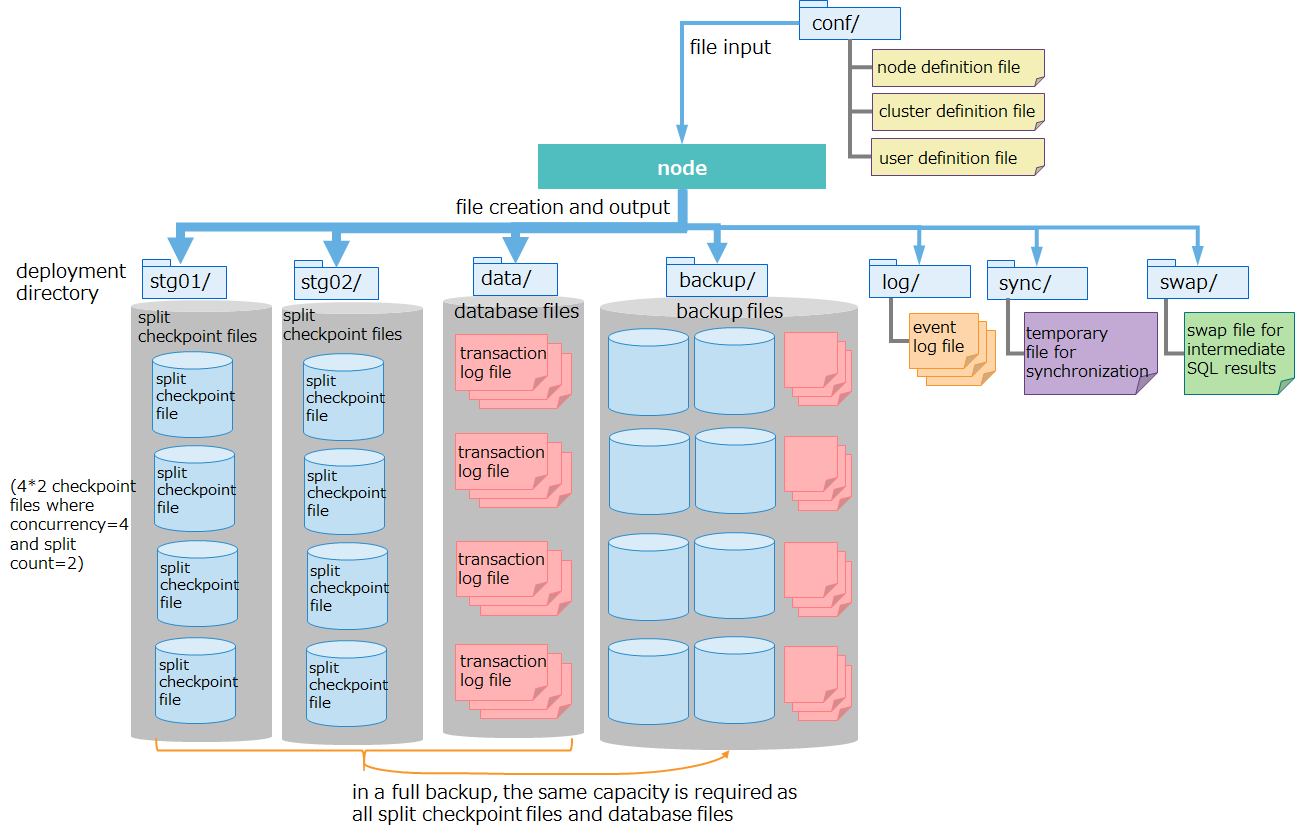 conf/
file input
node definition file
cluster definition file
user definition file
node
file creation and output
deployment
directory
stg01/
stg02/
data/
backup/
log/
sync/
swap/
split
checkpoint files
split
checkpoint files
database files
backup files
event
log file
temporary
file for
synchronization
swap file for
intermediate
SQL results
split
checkpoint
file
split
checkpoint
file
transaction
log file
split
checkpoint
file
split
checkpoint
file
transaction
log file
(4*2 checkpoint
files where
concurrency=4
and split
count=2)
split
checkpoint
file
split
checkpoint
file
transaction
log file
split
checkpoint
file
split
checkpoint
file
transaction
log file
in a full backup, the same capacity is required as
all split checkpoint files and database files